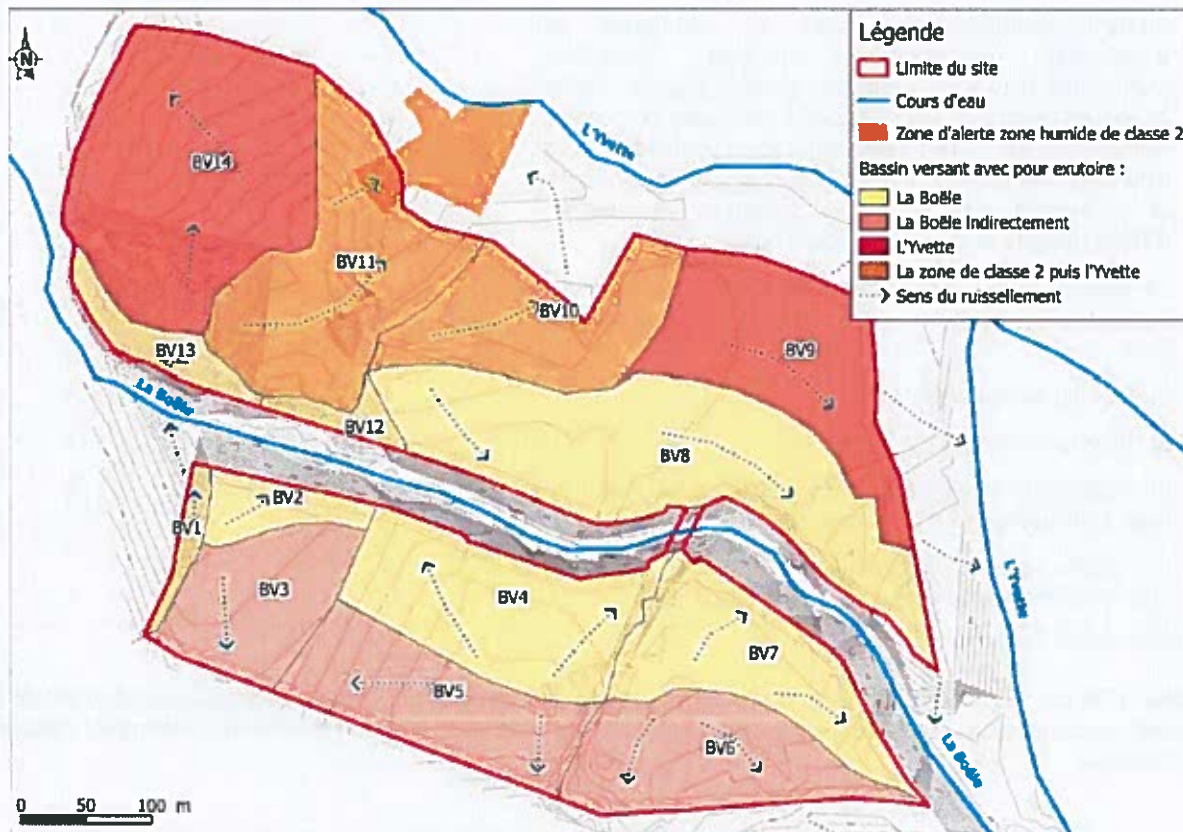 Légende
Limite du site
Cours d'eau
Zone d'alerte zone humide de classe 2
Bassin versant avec pour exutoire :
La Boële
La Boële Indirectement
L'Yvette
La zone de classe 2 puis l'Yvette
Sens du ruissellement
N
L'Yvette
BV14
BV11
BV10
BV9
BV13
La Boële
BV12
BV8
BV1
BV2
BV3
BV4
BV7
BV5
BV6
L'Yvette
La Boële
0 50 100 m